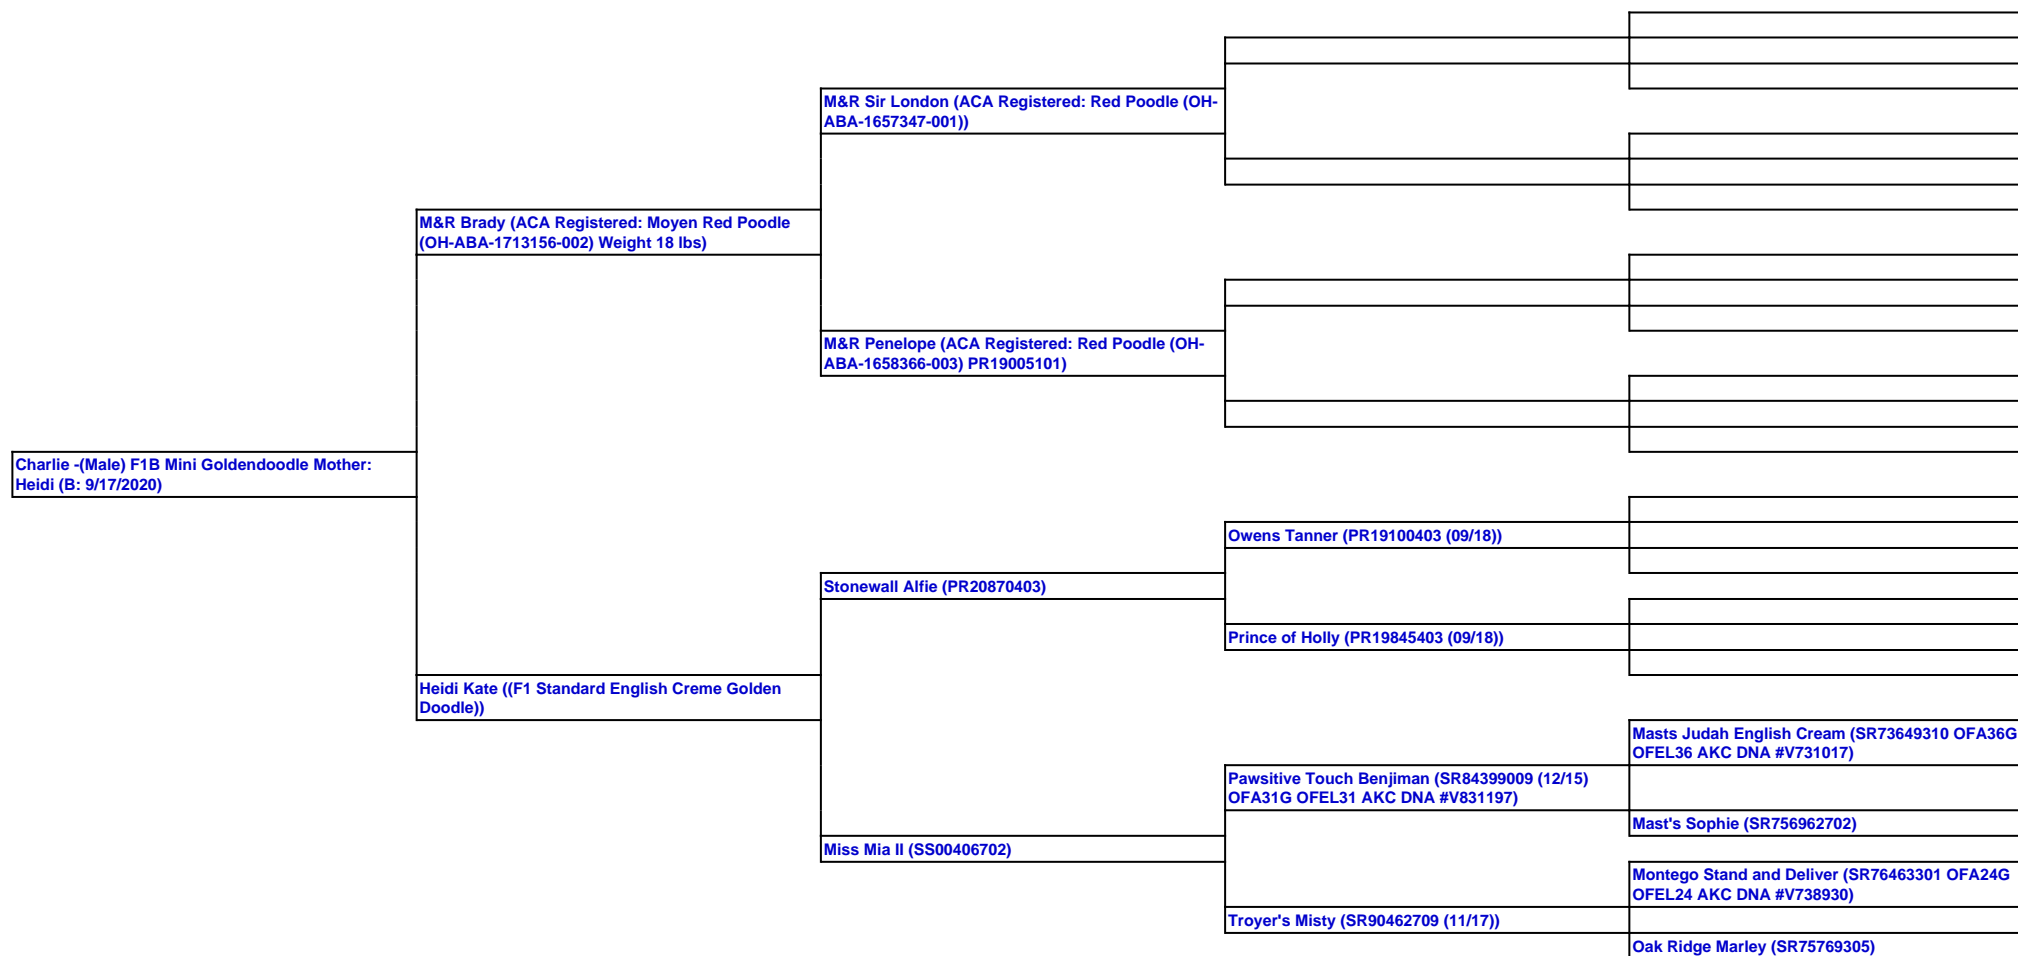 M&R Sir London (ACA Registered: Red Poodle (OH-
ABA-1657347-001))
M&R Brady (ACA Registered: Moyen Red Poodle
(OH-ABA-1713156-002) Weight 18 lbs)
M&R Penelope (ACA Registered: Red Poodle (OH-
ABA-1658366-003) PR19005101)
Charlie -(Male) F1B Mini Goldendoodle Mother:
Heidi (B: 9/17/2020)
Owens Tanner (PR19100403 (09/18))
Stonewall Alfie (PR20870403)
Prince of Holly (PR19845403 (09/18))
Heidi Kate ((F1 Standard English Creme Golden
Doodle))
Masts Judah English Cream (SR73649310 OFA36G
OFEL36 AKC DNA #V731017)
Pawsitive Touch Benjiman (SR84399009 (12/15)
OFA31G OFEL31 AKC DNA #V831197)
Mast's Sophie (SR756962702)
Miss Mia II (SS00406702)
Montego Stand and Deliver (SR76463301 OFA24G
OFEL24 AKC DNA #V738930)
Troyer's Misty (SR90462709 (11/17))
Oak Ridge Marley (SR75769305)